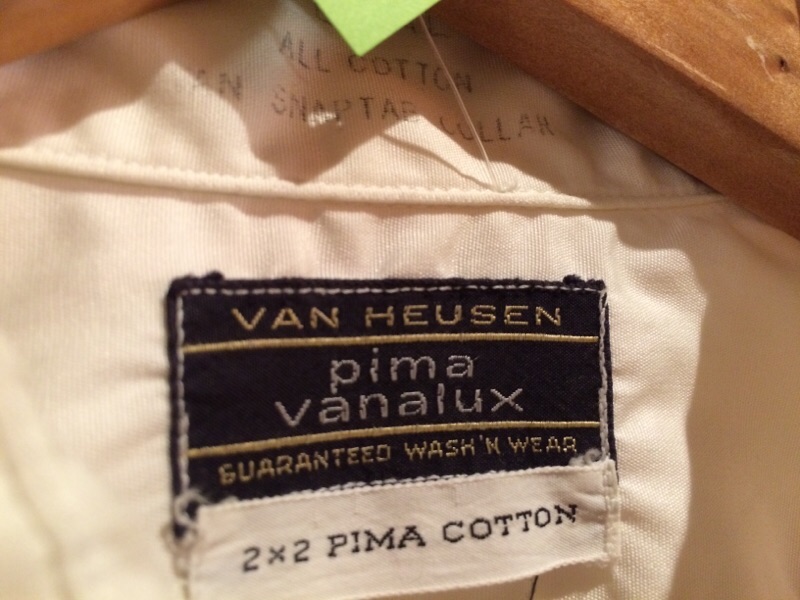 ALL COTTON
SNAPTAB COLLAR
VAN HEUSEN
pima
vanalux
GUARANTEED WASH'N WEAR
2×2 PIMA COTTON